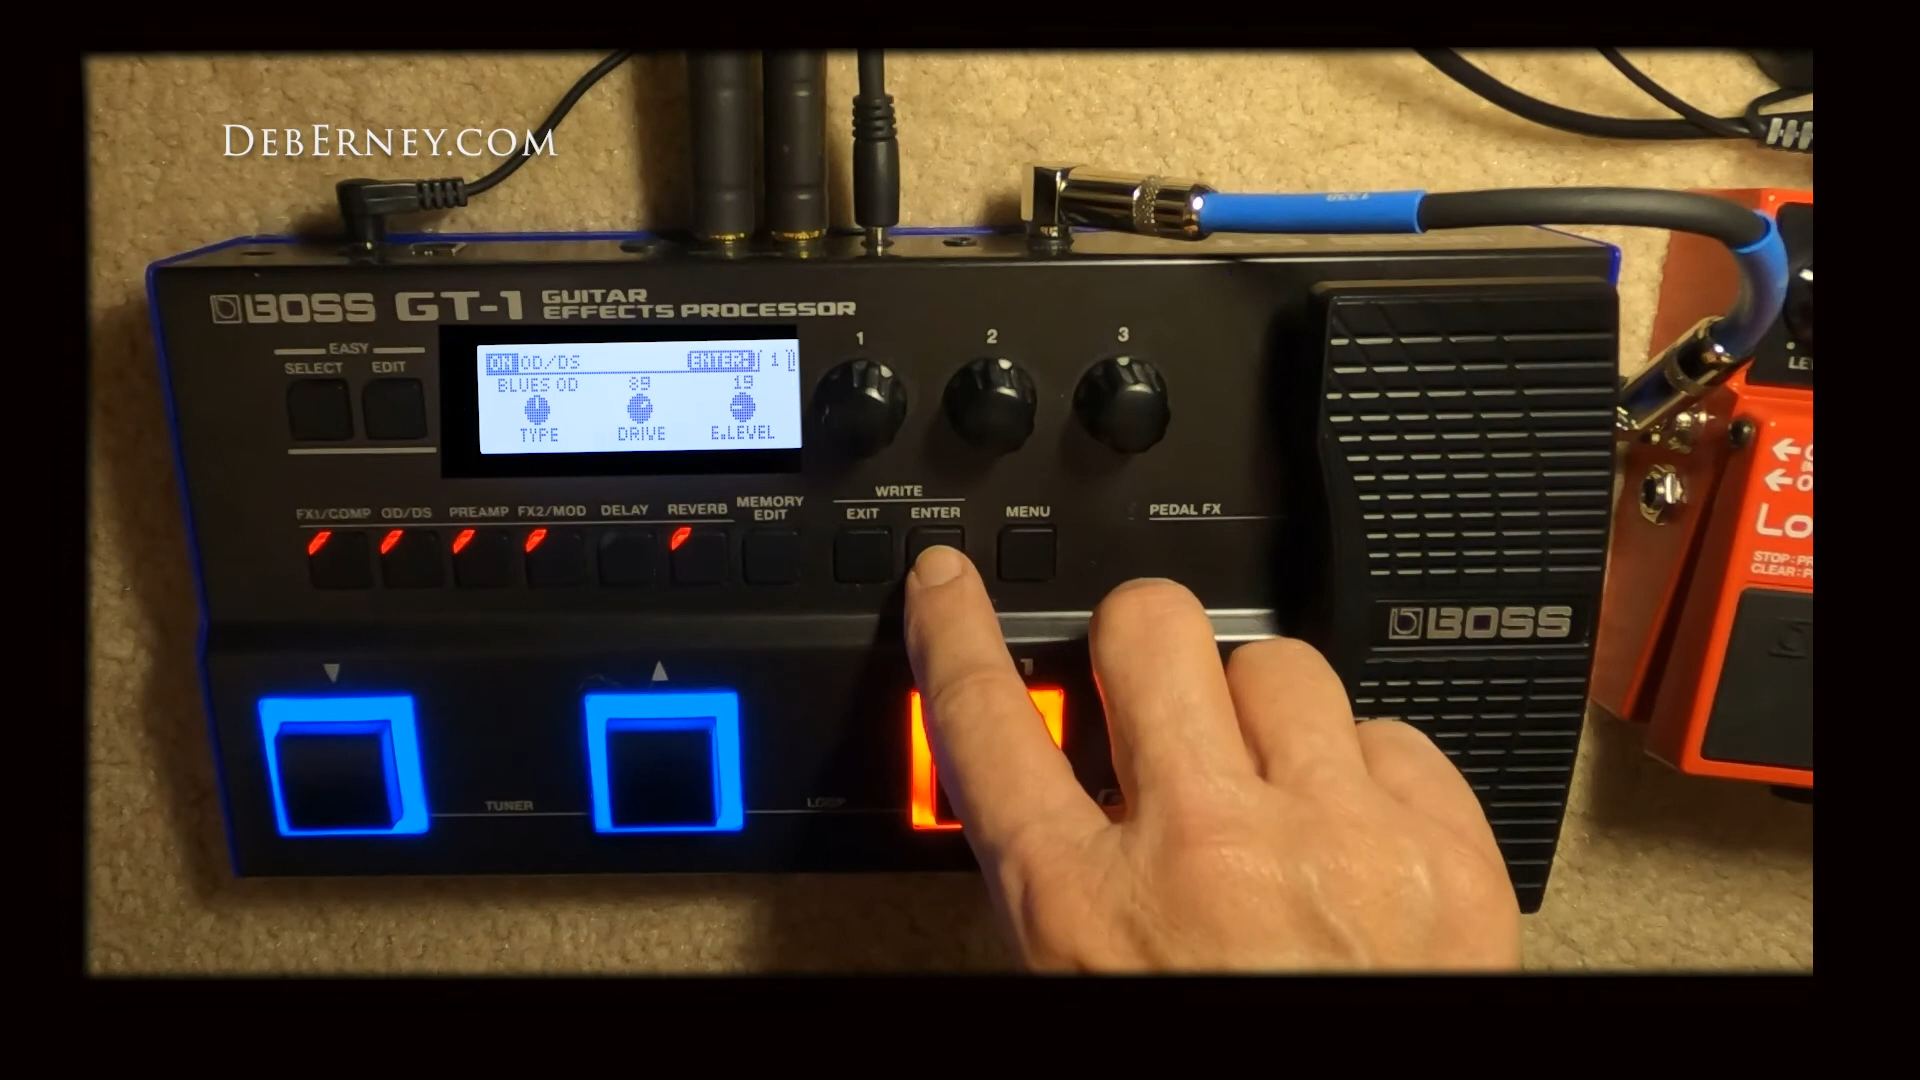 DEBERNEY.COM
BOSS GT-1 GUITAR EFFECTS PROCESSOR
EASY
SELECT EDIT
ON OD/DS ENTER
BLUES OD 89 19
TYPE DRIVE E.LEVEL
1 2 3
WRITE
FX1/COMP OD/DS PREAMP FX2/MOD DELAY REVERB MEMORY EDIT EXIT ENTER MENU
PEDAL FX
BOSS
▼ ▲ 1
TUNER
LOOP
STOP:
CLEAR: